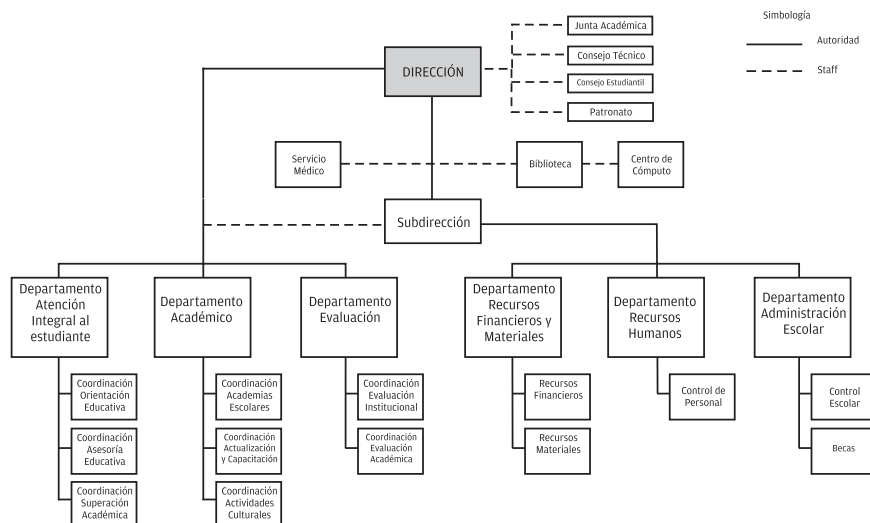 Simbología
Autoridad
Staff
DIRECCIÓN
Junta Académica
Consejo Técnico
Consejo Estudiantil
Patronato
Servicio
Médico
Biblioteca
Centro de
Cómputo
Subdirección
Departamento
Atención
Integral al
estudiante
Departamento
Académico
Departamento
Evaluación
Departamento
Recursos
Financieros y
Materiales
Departamento
Recursos
Humanos
Departamento
Administración
Escolar
Coordinación
Orientación
Educativa
Coordinación
Asesoría
Educativa
Coordinación
Superación
Académica
Coordinación
Academias
Escolares
Coordinación
Actualización
y Capacitación
Coordinación
Actividades
Culturales
Coordinación
Evaluación
Institucional
Coordinación
Evaluación
Académica
Recursos
Financieros
Recursos
Materiales
Control de
Personal
Control
Escolar
Becas